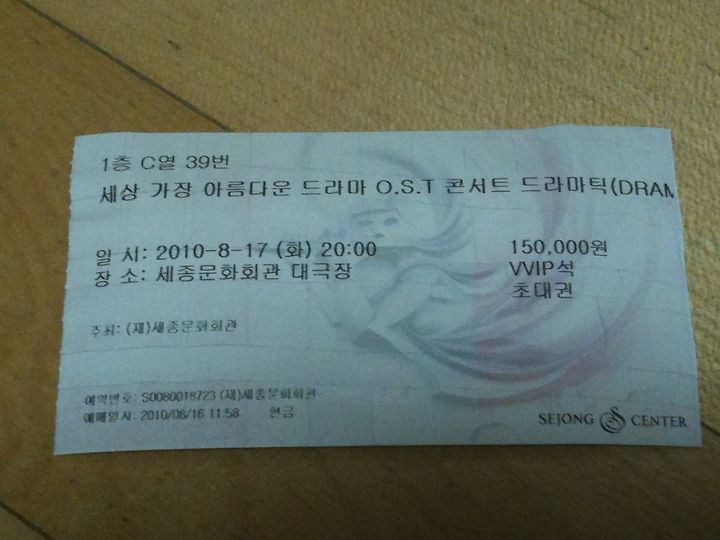 1층 C열 39번
세상 가장 아름다운 드라마 O.S.T 콘서트 드라마틱(DRAM
일 시: 2010-8-17 (화) 20:00
150,000원
장 소: 세종문화회관 대극장
VVIP석
초대권
주최: (재)세종문화회관
예약번호: S0080018723 (재)세종문화회관
예매일시: 2010/08/16 11:58 현금
SEJONG CENTER